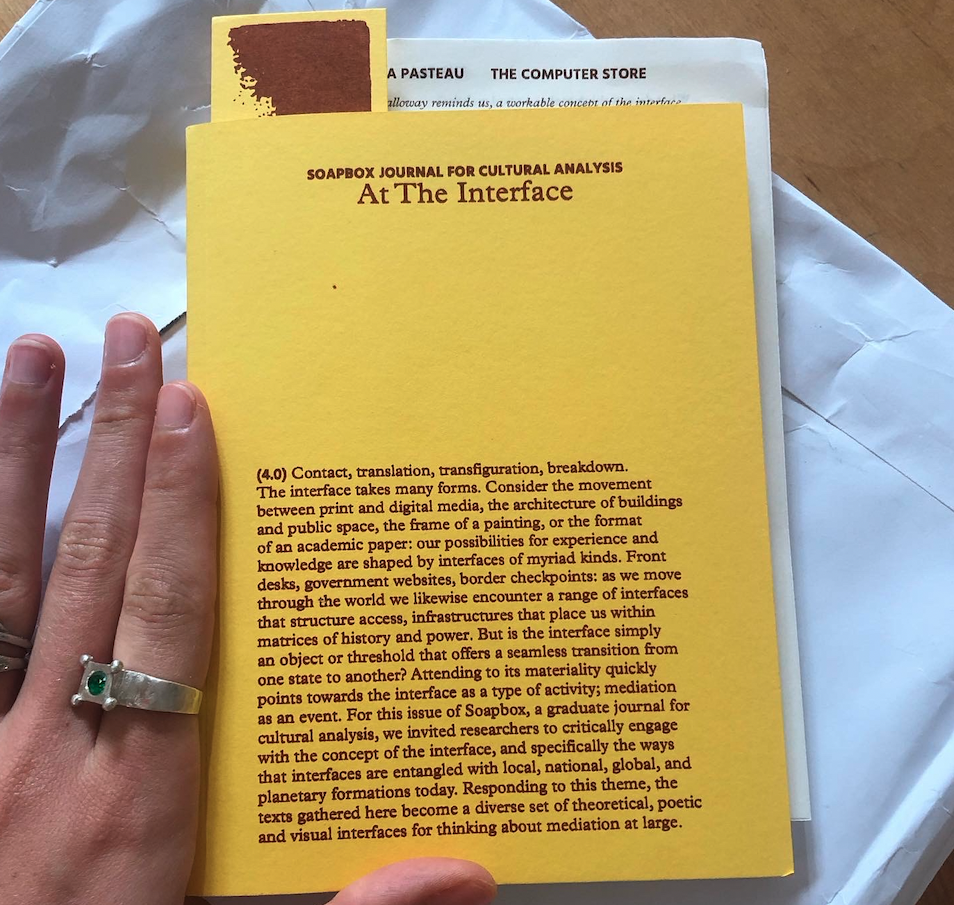 A PASTEAU THE COMPUTER STORE
alloway reminds us, a workable concept of the interface
SOAPBOX JOURNAL FOR CULTURAL ANALYSIS
At The Interface
(4.0) Contact, translation, transfiguration, breakdown.
The interface takes many forms. Consider the movement
between print and digital media, the architecture of buildings
and public space, the frame of a painting, or the format
of an academic paper: our possibilities for experience and
knowledge are shaped by interfaces of myriad kinds. Front
desks, government websites, border checkpoints: as we move
through the world we likewise encounter a range of interfaces
that structure access, infrastructures that place us within
matrices of history and power. But is the interface simply
an object or threshold that offers a seamless transition from
one state to another? Attending to its materiality quickly
points towards the interface as a type of activity; mediation
as an event. For this issue of Soapbox, a graduate journal for
cultural analysis, we invited researchers to critically engage
with the concept of the interface, and specifically the ways
that interfaces are entangled with local, national, global, and
planetary formations today. Responding to this theme, the
texts gathered here become a diverse set of theoretical, poetic
and visual interfaces for thinking about mediation at large.